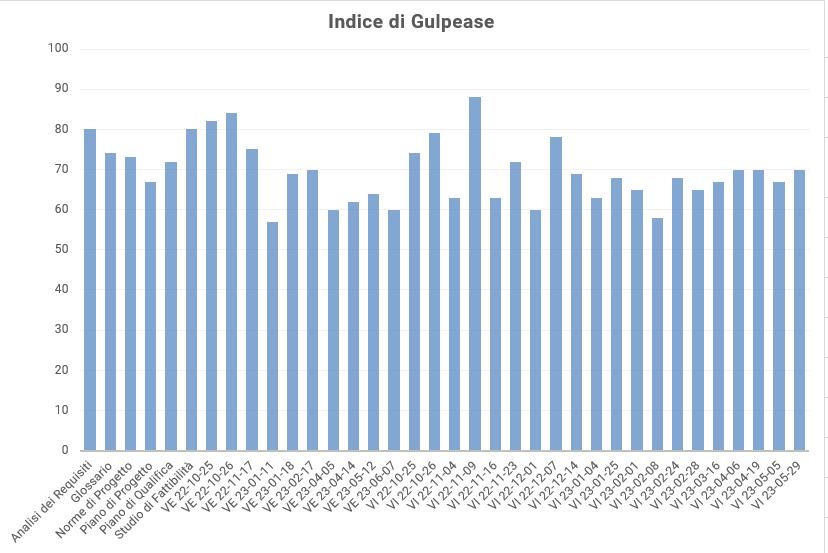 Indice di Gulpease
100
90
80
70
60
50
40
30
20
10
0
Analisi dei Requisiti
Glossario
Norme di Progetto
Piano di Progetto
Piano di Qualifica
Studio di Fattibilità
VE 22-10-25
VE 22-10-26
VE 22-11-17
VE 23-01-11
VE 23-01-18
VE 23-02-17
VE 23-04-05
VE 23-04-14
VE 23-05-12
VE 23-06-07
VI 22-10-25
VI 22-10-26
VI 22-11-04
VI 22-11-09
VI 22-11-16
VI 22-11-23
VI 22-12-01
VI 22-12-07
VI 22-12-14
VI 23-01-04
VI 23-01-25
VI 23-02-01
VI 23-02-08
VI 23-02-24
VI 23-02-28
VI 23-03-16
VI 23-04-06
VI 23-04-19
VI 23-05-05
VI 23-05-29